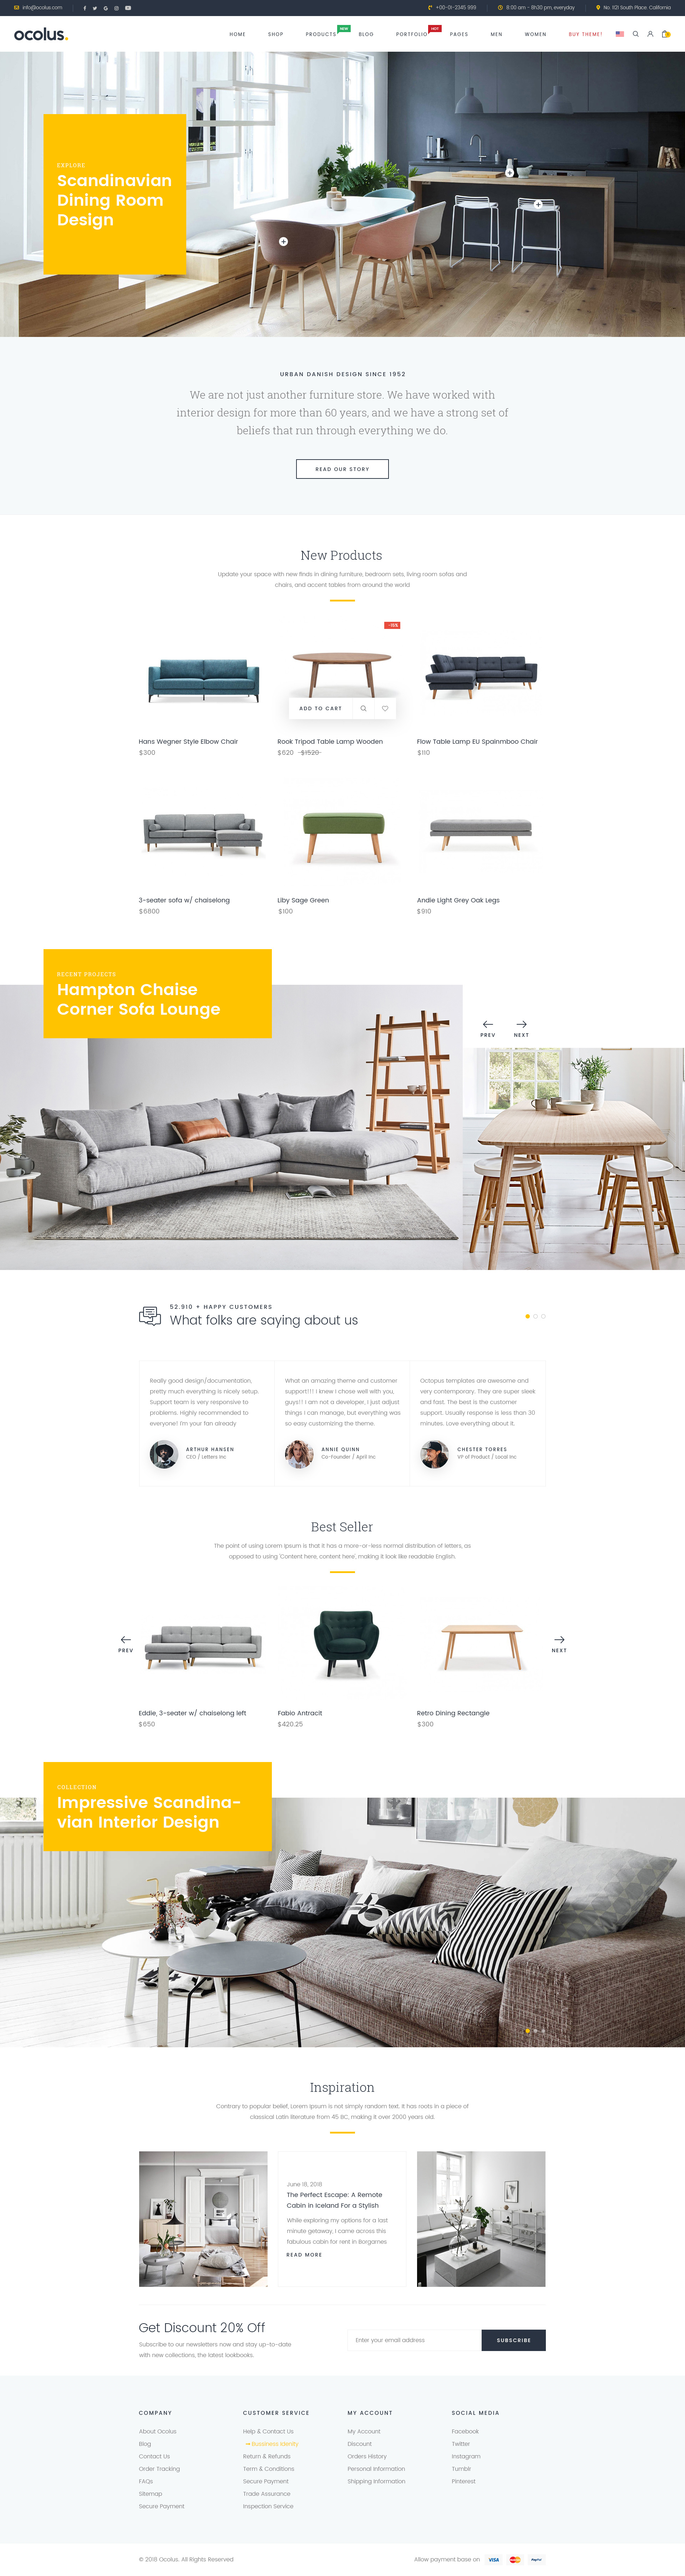 info@ocolus.com
+00-01-2345 999
8:00 am - 8h30 pm, everyday
No. 1121 South Place. California
ocolus.
HOME
SHOP
PRODUCTS
NEW
BLOG
PORTFOLIO
HOT
PAGES
MEN
WOMEN
BUY THEME!
EXPLORE
Scandinavian
Dining Room
Design
URBAN DANISH DESIGN SINCE 1952
We are not just another furniture store. We have worked with
interior design for more than 60 years, and we have a strong set of
beliefs that run through everything we do.
READ OUR STORY
New Products
Update your space with new finds in dining furniture, bedroom sets, living room sofas and
chairs, and accent tables from around the world
ADD TO CART
Hans Wegner Style Elbow Chair
$300
Rook Tripod Table Lamp Wooden
$620 $1520
Flow Table Lamp EU Spainmboo Chair
$110
3-seater sofa w/ chaiselong
$6800
Liby Sage Green
$100
Andie Light Grey Oak Legs
$910
RECENT PROJECTS
Hampton Chaise
Corner Sofa Lounge
PREV
NEXT
52,910 + HAPPY CUSTOMERS
What folks are saying about us
Really good design/documentation,
pretty much everything is nicely setup.
Support team is very responsive to
problems. Highly recommended to
everyone! I'm your fan already
ARTHUR HANSEN
CEO / Letters Inc
What an amazing theme and customer
support!!! I knew I chose well with you,
guys!! I am not a developer, I just adjust
things I can manage, but everything was
so easy customizing the theme.
ANNIE QUINN
Co-Founder / April Inc
Octopus templates are awesome and
very contemporary. They are super sleek
and fast. The best is the customer
support. Usually response is less than 30
minutes. Love everything about it.
CHESTER TORRES
VP of Product / Local Inc
Best Seller
The point of using Lorem Ipsum is that it has a more-or-less normal distribution of letters, as
opposed to using 'Content here, content here', making it look like readable English.
PREV
NEXT
Eddie, 3-seater w/ chaiselong left
$650
Fabio Antracit
$420.25
Retro Dining Rectangle
$300
COLLECTION
Impressive Scandina-
vian Interior Design
Inspiration
Contrary to popular belief, Lorem Ipsum is not simply random text. It has roots in a piece of
classical Latin literature from 45 BC, making it over 2000 years old.
June 18, 2018
The Perfect Escape: A Remote
Cabin in Iceland For a Stylish
While exploring my options for a last
minute getaway, I came across this
fabulous cabin for rent in Borgarnes
READ MORE
Get Discount 20% Off
Subscribe to our newsletters now and stay up-to-date
with new collections, the latest lookbooks.
Enter your email address
SUBSCRIBE
COMPANY
About Ocolus
Blog
Contact Us
Order Tracking
FAQs
Sitemap
Secure Payment
CUSTOMER SERVICE
Help & Contact Us
Return & Refunds
Term & Conditions
Secure Payment
Trade Assurance
Inspection Service
MY ACCOUNT
My Account
Discount
Orders History
Personal Information
Shipping Information
SOCIAL MEDIA
Facebook
Twitter
Instagram
Tumblr
Pinterest
© 2018 Ocolus. All Rights Reserved
Allow payment base on
VISA
PayPal